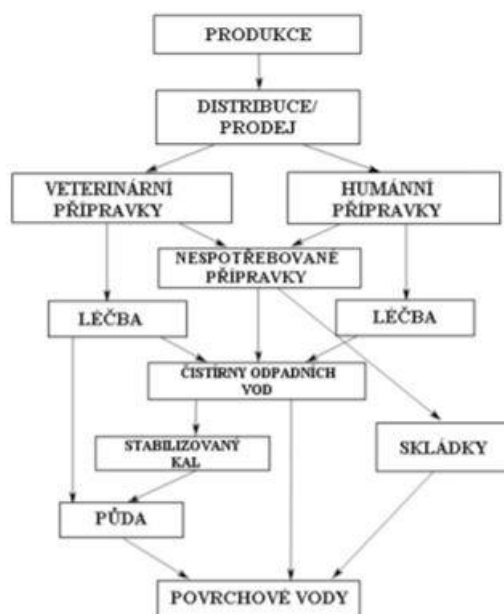 PRODUKCE
DISTRIBUCE/
PRODEJ
VETERINÁRNÍ
PŘÍPRAVKY
HUMÁNNÍ
PŘÍPRAVKY
NESPOTŘEBOVANÉ
PŘÍPRAVKY
LÉČBA
LÉČBA
ČISTÍRNY ODPADNÍCH
VOD
STABILIZOVANÝ
KAL
SKLÁDKY
PŮDA
POVRCHOVÉ VODY